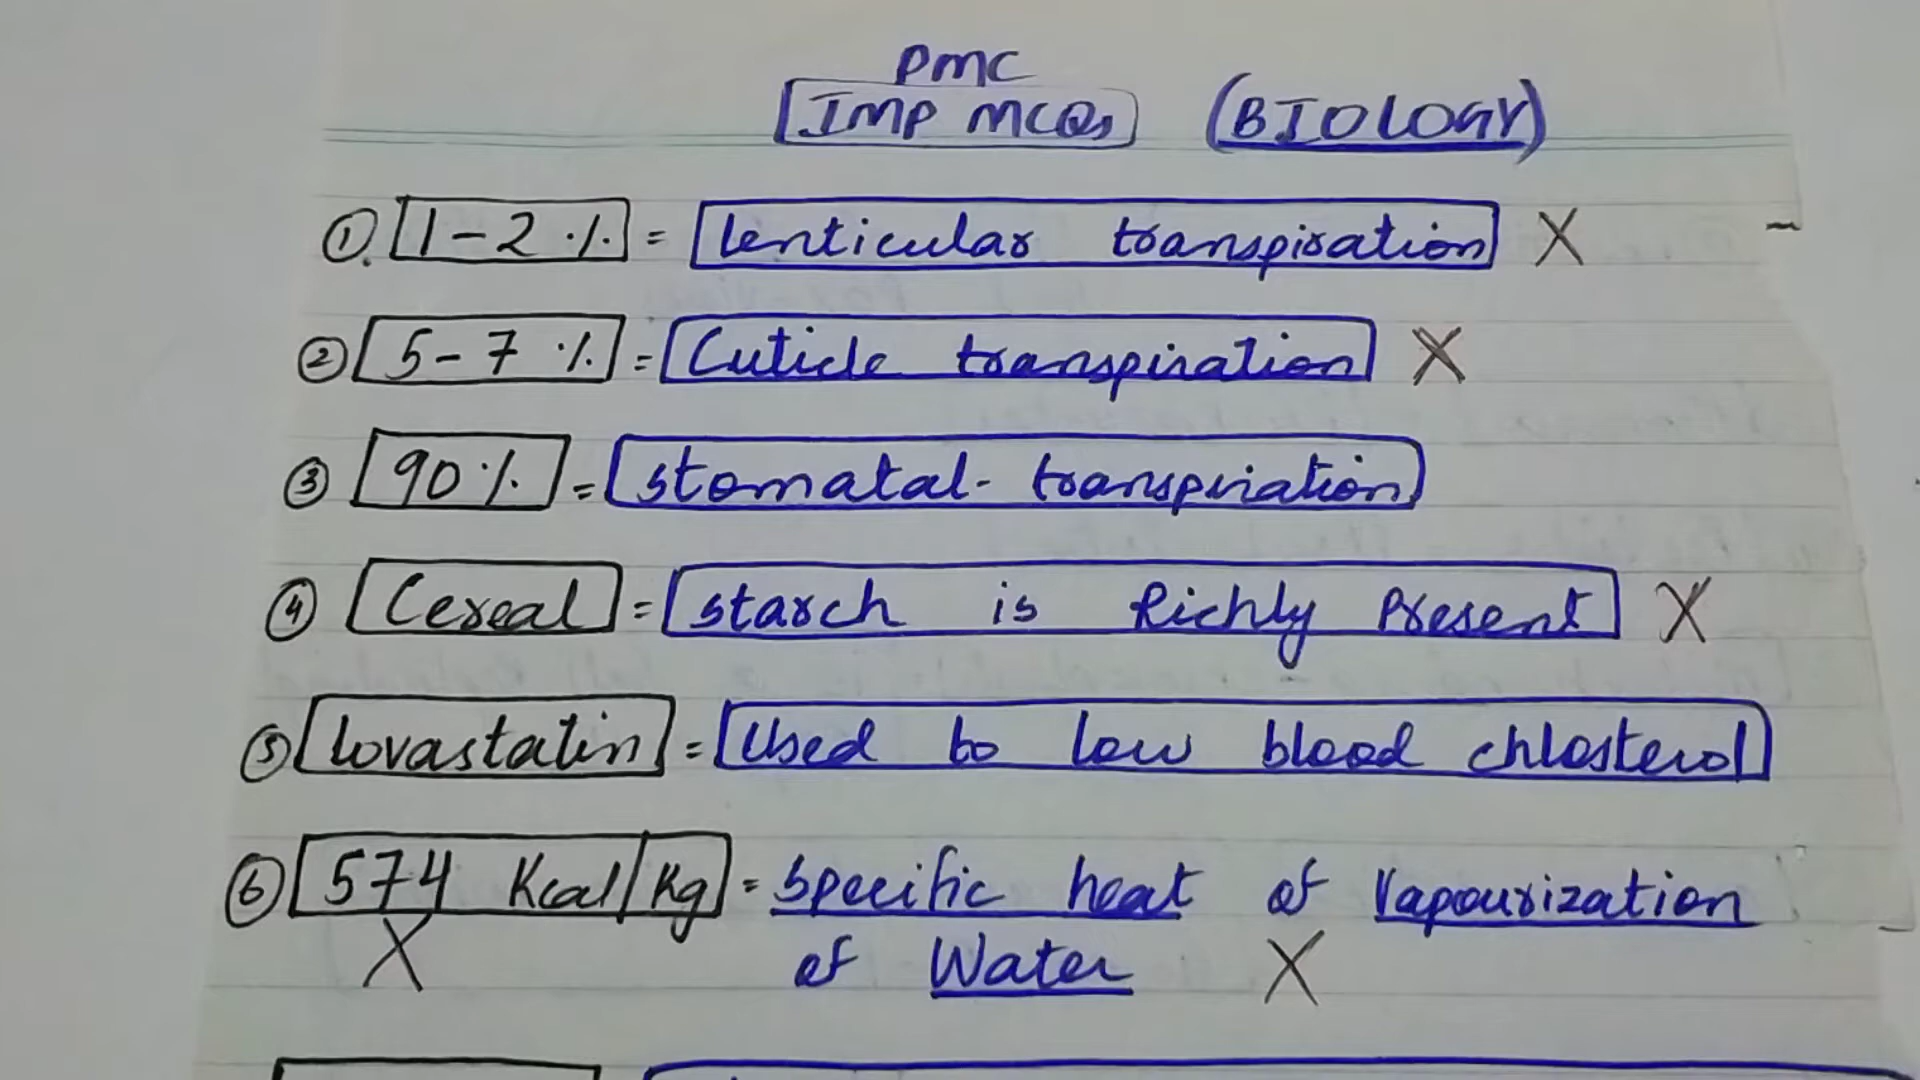 PMC
IMP MCQs (BIOLOGY)
① 1-2 % = lenticular transpiration X
② 5-7 % = Cuticle transpiration X
③ 90 % = stomatal- transpiration
④ Cereal = starch is Richly Present X
⑤ lovastatin = Used to low blood chlosterol
⑥ 574 Kcal/Kg = specific heat of Vapourization
X of Water X